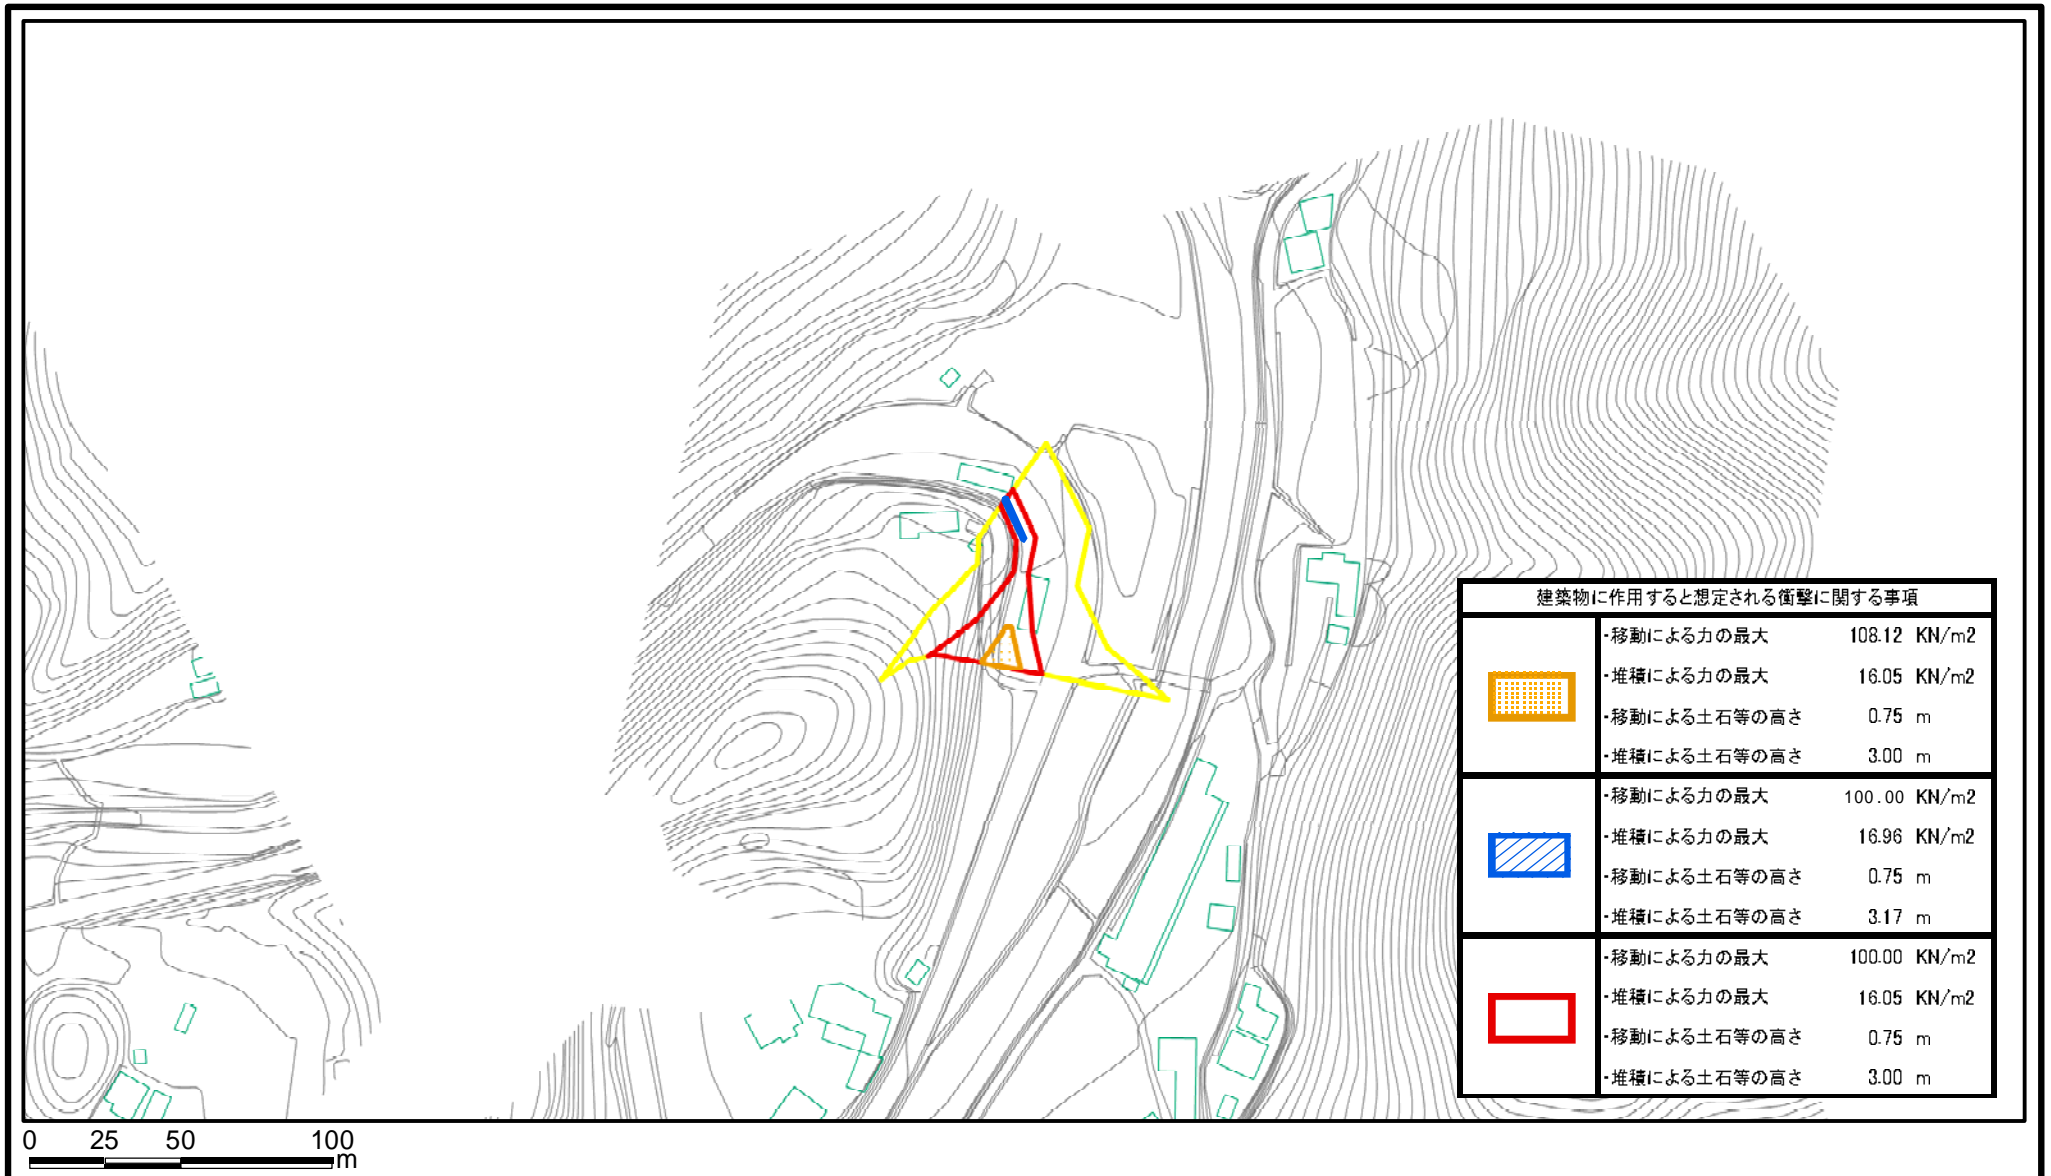 建築物に作用すると想定される衝撃に関する事項
・移動による力の最大 108.12 KN/m2
・堆積による力の最大 16.05 KN/m2
・移動による土石等の高さ 0.75 m
・堆積による土石等の高さ 3.00 m
・移動による力の最大 100.00 KN/m2
・堆積による力の最大 16.96 KN/m2
・移動による土石等の高さ 0.75 m
・堆積による土石等の高さ 3.17 m
・移動による力の最大 100.00 KN/m2
・堆積による力の最大 16.05 KN/m2
・移動による土石等の高さ 0.75 m
・堆積による土石等の高さ 3.00 m
0 25 50 100
m